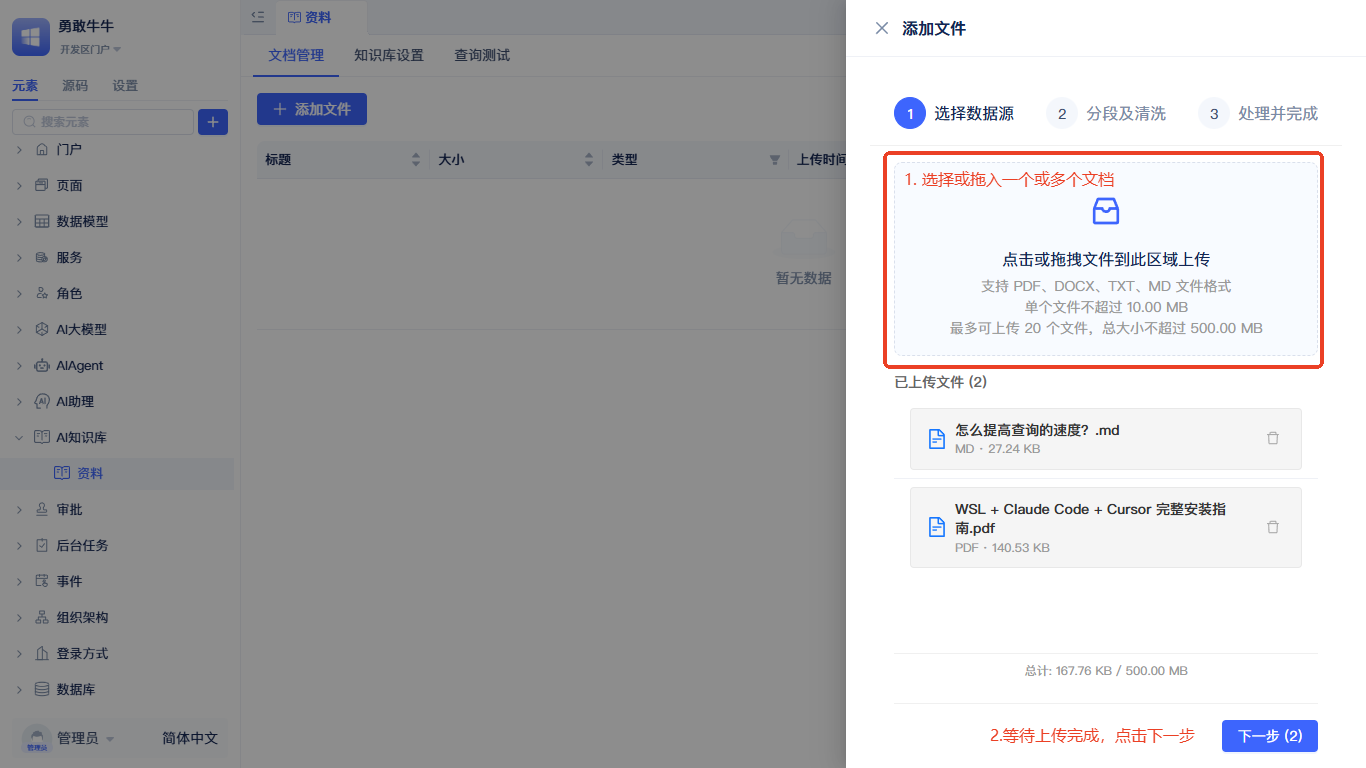 勇敢牛牛
开发区门户
元素 源码 设置
搜索元素
门户
页面
数据模型
服务
角色
AI大模型
AIAgent
AI助理
AI知识库
资料
审批
后台任务
事件
组织架构
登录方式
数据库
管理员
管理员 简体中文
资料
文档管理 知识库设置 查询测试
添加文件
标题 大小 类型 上传时间
暂无数据
添加文件
1 选择数据源 2 分段及清洗 3 处理并完成
1. 选择或拖入一个或多个文档
点击或拖拽文件到此区域上传
支持 PDF、DOCX、TXT、MD 文件格式
单个文件不超过 10.00 MB
最多可上传 20 个文件，总大小不超过 500.00 MB
已上传文件 (2)
怎么提高查询的速度？.md
MD · 27.24 KB
WSL + Claude Code + Cursor 完整安装指
南.pdf
PDF · 140.53 KB
总计: 167.76 KB / 500.00 MB
2.等待上传完成，点击下一步
下一步 (2)